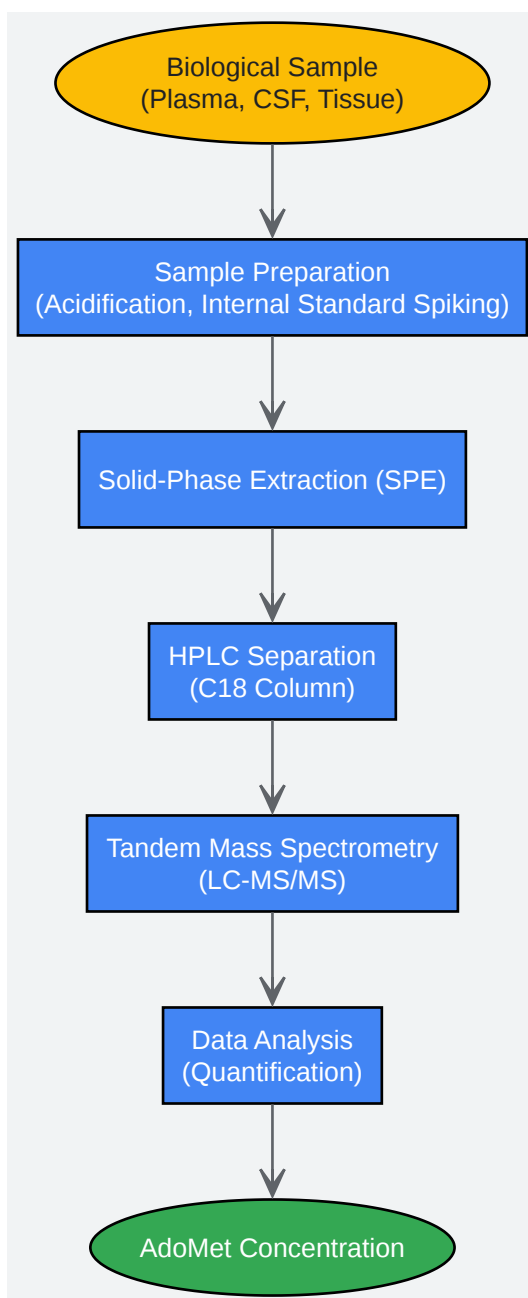 Biological Sample
(Plasma, CSF, Tissue)
Sample Preparation
(Acidification, Internal Standard Spiking)
Solid-Phase Extraction (SPE)
HPLC Separation
(C18 Column)
Tandem Mass Spectrometry
(LC-MS/MS)
Data Analysis
(Quantification)
AdoMet Concentration